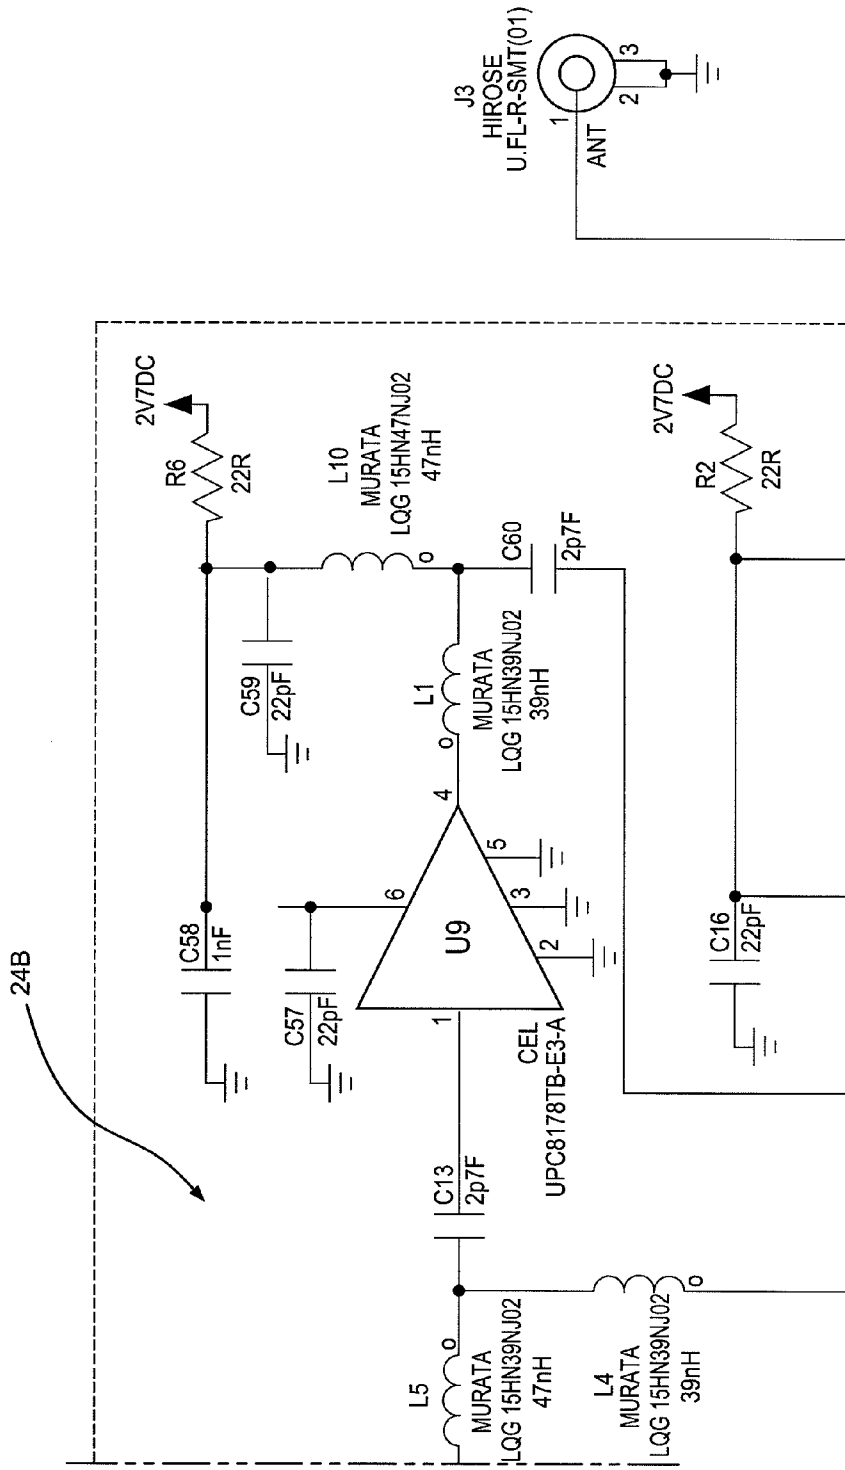 24B
J3
HIROSE
U.FL-R-SMT(01)
1
ANT
2
3
2V7DC
R6
22R
L10
MURATA
LQG 15HN47NJ02
47nH
o
C59
22pF
C58
1nF
C57
22pF
C60
2p7F
L1
MURATA
LQG 15HN39NJ02
39nH
o
4
6
U9
5
3
2
1
CEL
UPC8178TB-E3-A
C13
2p7F
L5
MURATA
LQG 15HN39NJ02
47nH
o
L4
MURATA
LQG 15HN39NJ02
39nH
o
2V7DC
R2
22R
C16
22pF